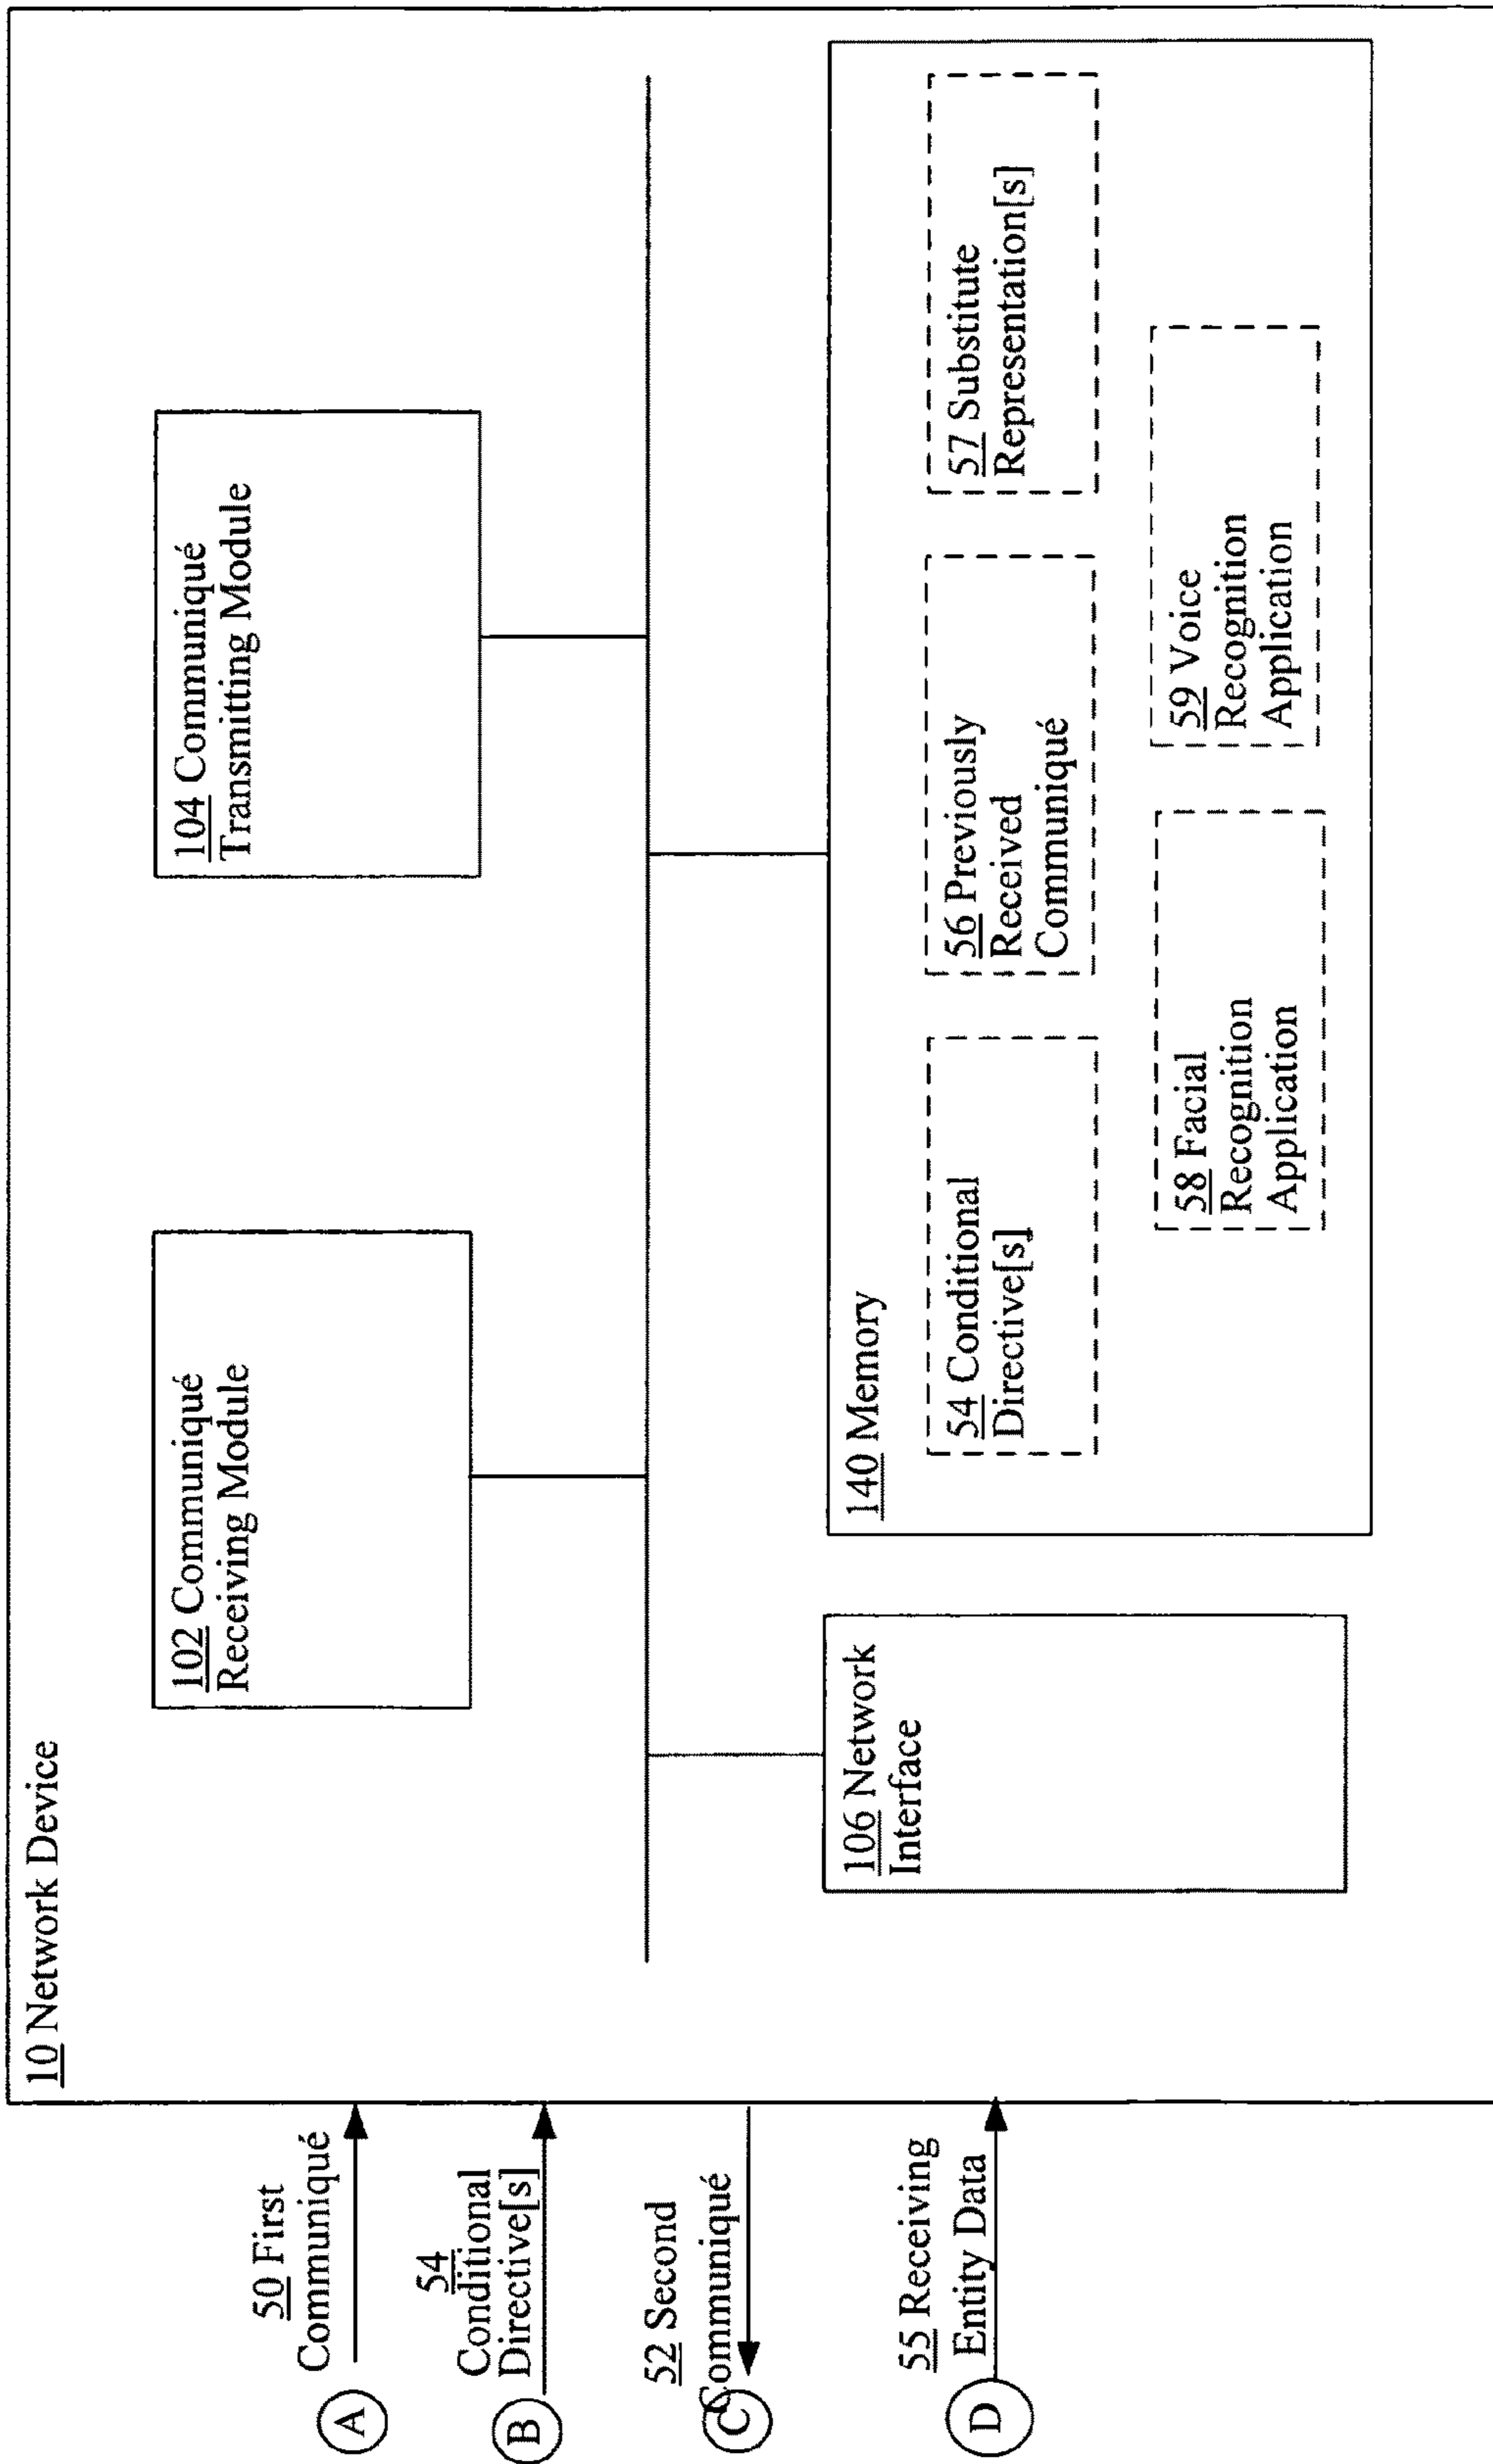 10 Network Device
50 First
Communiqué
A
54
Conditional
Directive[s]
B
52 Second
Communiqué
C
55 Receiving
Entity Data
D
102 Communiqué
Receiving Module
104 Communiqué
Transmitting Module
106 Network
Interface
140 Memory
54 Conditional
Directive[s]
56 Previously
Received
Communiqué
57 Substitute
Representation[s]
58 Facial
Recognition
Application
59 Voice
Recognition
Application